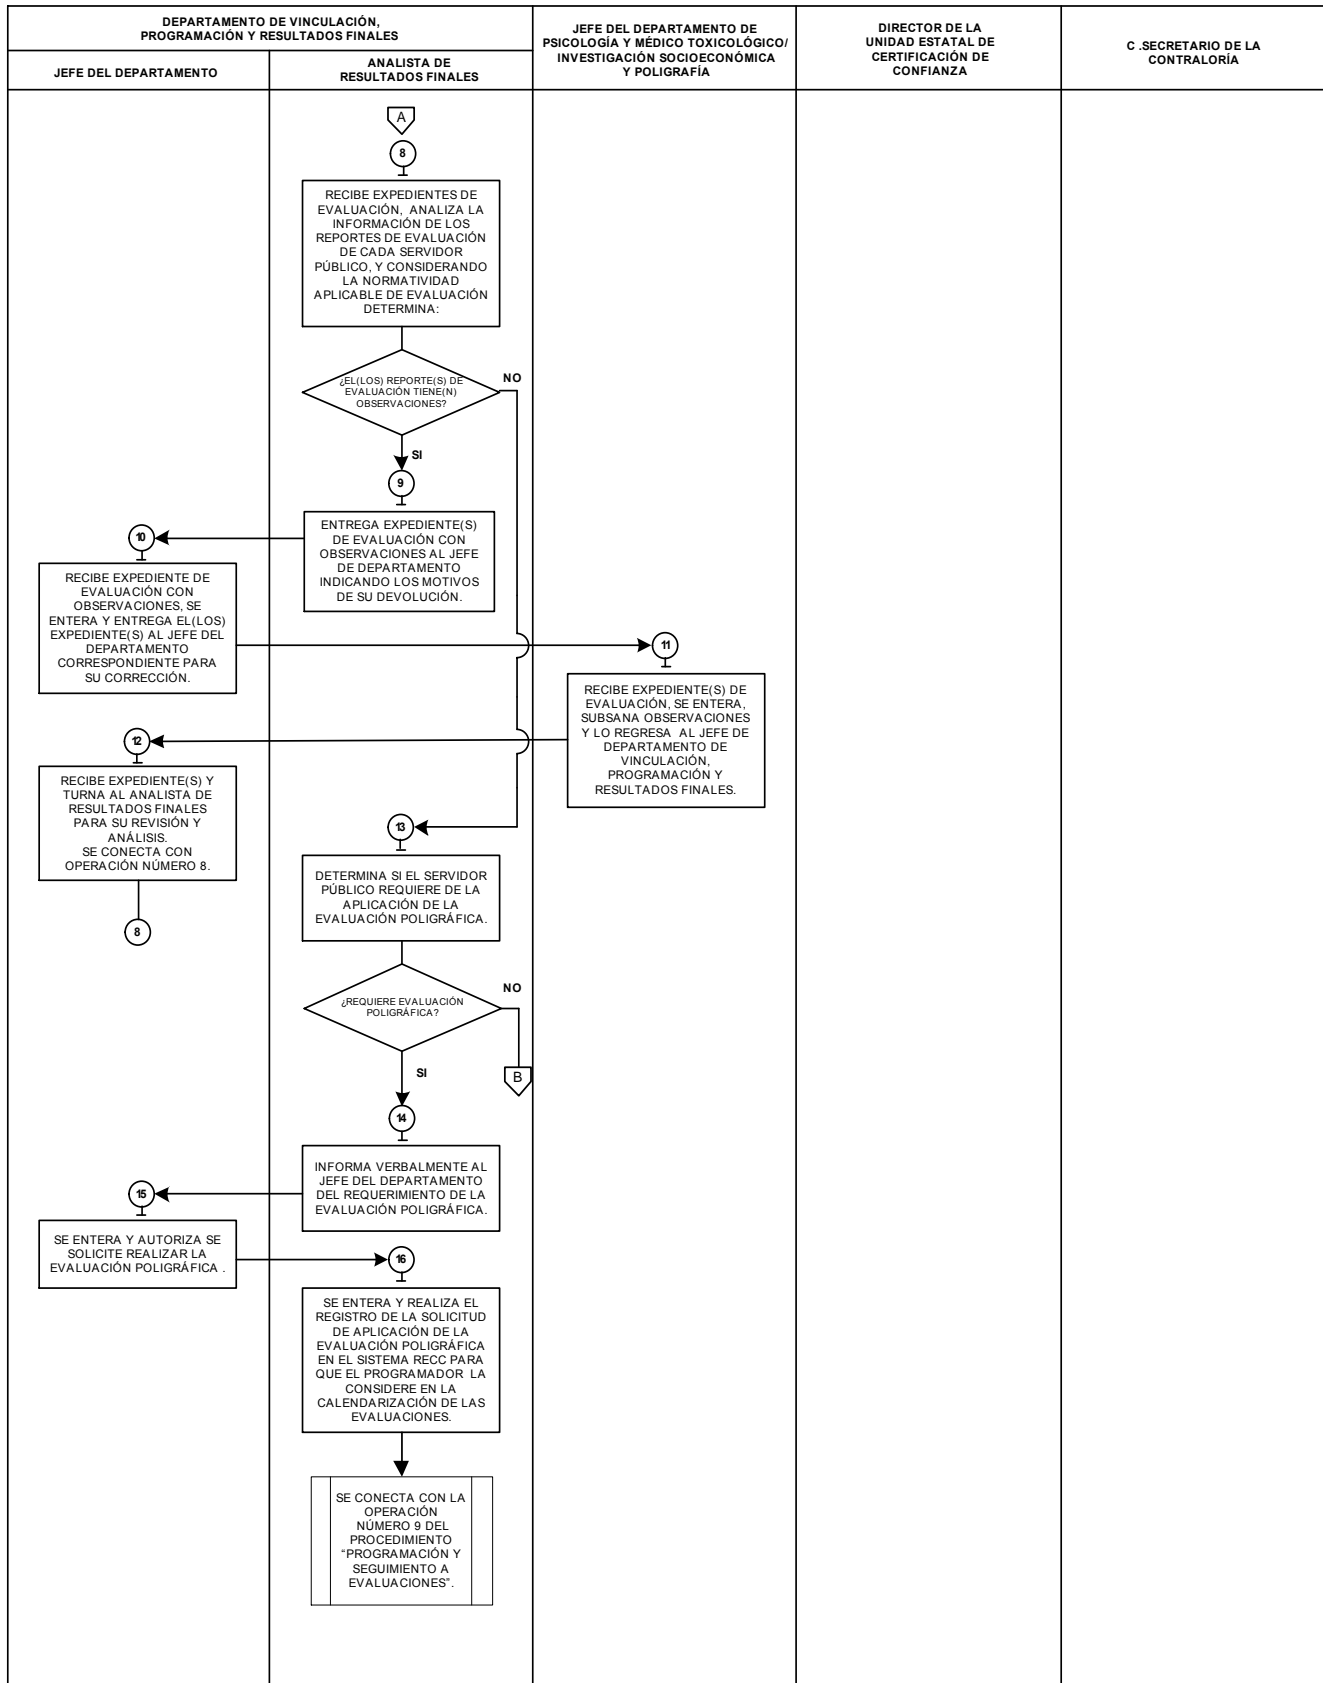 DEPARTAMENTO DE VINCULACIÓN,
PROGRAMACIÓN Y RESULTADOS FINALES
JEFE DEL DEPARTAMENTO
ANALISTA DE
RESULTADOS FINALES
JEFE DEL DEPARTAMENTO DE
PSICOLOGÍA Y MÉDICO TOXICOLÓGICO/
INVESTIGACIÓN SOCIOECONÓMICA
Y POLIGRAFÍA
DIRECTOR DE LA
UNIDAD ESTATAL DE
CERTIFICACIÓN DE
CONFIANZA
C .SECRETARIO DE LA
CONTRALORÍA
A
8
RECIBE EXPEDIENTES DE
EVALUACIÓN, ANALIZA LA
INFORMACIÓN DE LOS
REPORTES DE EVALUACIÓN
DE CADA SERVIDOR
PÚBLICO, Y CONSIDERANDO
LA NORMATIVIDAD
APLICABLE DE EVALUACIÓN
DETERMINA:
¿EL(LOS) REPORTE(S) DE
EVALUACIÓN TIENE(N)
OBSERVACIONES?
NO
SI
9
ENTREGA EXPEDIENTE(S)
DE EVALUACIÓN CON
OBSERVACIONES AL JEFE
DE DEPARTAMENTO
INDICANDO LOS MOTIVOS
DE SU DEVOLUCIÓN.
10
RECIBE EXPEDIENTE DE
EVALUACIÓN CON
OBSERVACIONES, SE
ENTERA Y ENTREGA EL(LOS)
EXPEDIENTE(S) AL JEFE DEL
DEPARTAMENTO
CORRESPONDIENTE PARA
SU CORRECCIÓN.
11
RECIBE EXPEDIENTE(S) DE
EVALUACIÓN, SE ENTERA,
SUBSANA OBSERVACIONES
Y LO REGRESA AL JEFE DE
DEPARTAMENTO DE
VINCULACIÓN,
PROGRAMACIÓN Y
RESULTADOS FINALES.
12
RECIBE EXPEDIENTE(S) Y
TURNA AL ANALISTA DE
RESULTADOS FINALES
PARA SU REVISIÓN Y
ANÁLISIS.
SE CONECTA CON
OPERACIÓN NÚMERO 8.
8
13
DETERMINA SI EL SERVIDOR
PÚBLICO REQUIERE DE LA
APLICACIÓN DE LA
EVALUACIÓN POLIGRÁFICA.
¿REQUIERE EVALUACIÓN
POLIGRÁFICA?
NO
B
SI
14
INFORMA VERBALMENTE AL
JEFE DEL DEPARTAMENTO
DEL REQUERIMIENTO DE LA
EVALUACIÓN POLIGRÁFICA.
15
SE ENTERA Y AUTORIZA SE
SOLICITE REALIZAR LA
EVALUACIÓN POLIGRÁFICA .
16
SE ENTERA Y REALIZA EL
REGISTRO DE LA SOLICITUD
DE APLICACIÓN DE LA
EVALUACIÓN POLIGRÁFICA
EN EL SISTEMA RECC PARA
QUE EL PROGRAMADOR LA
CONSIDERE EN LA
CALENDARIZACIÓN DE LAS
EVALUACIONES.
SE CONECTA CON LA
OPERACIÓN
NÚMERO 9 DEL
PROCEDIMIENTO
“PROGRAMACIÓN Y
SEGUIMIENTO A
EVALUACIONES”.